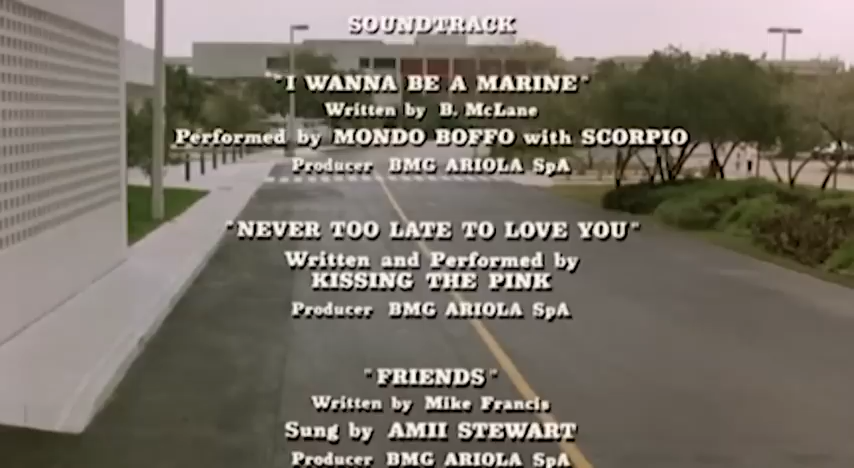 SOUNDTRACK
"I WANNA BE A MARINE"
Written by B. McLane
Performed by MONDO BOFFO with SCORPIO
Producer BMG ARIOLA SpA
"NEVER TOO LATE TO LOVE YOU"
Written and Performed by
KISSING THE PINK
Producer BMG ARIOLA SpA
"FRIENDS"
Written by Mike Francis
Sung by AMII STEWART
Producer BMG ARIOLA SpA